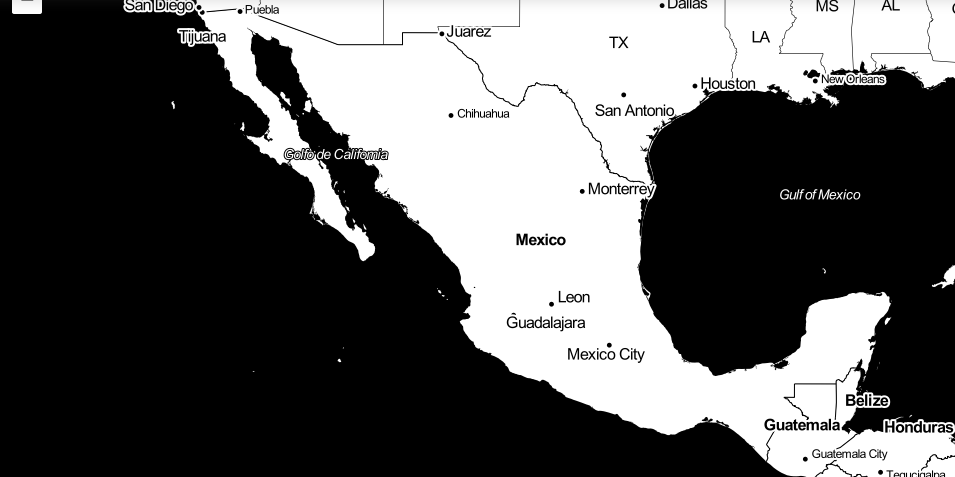 San Diego
Puebla
Dallas
MS
AL
Tijuana
Juarez
TX
LA
New Orleans
Houston
San Antonio
Chihuahua
Golfo de California
Monterrey
Gulf of Mexico
Mexico
Leon
Guadalajara
Mexico City
Belize
Guatemala
Honduras
Guatemala City
Tegucigalpa